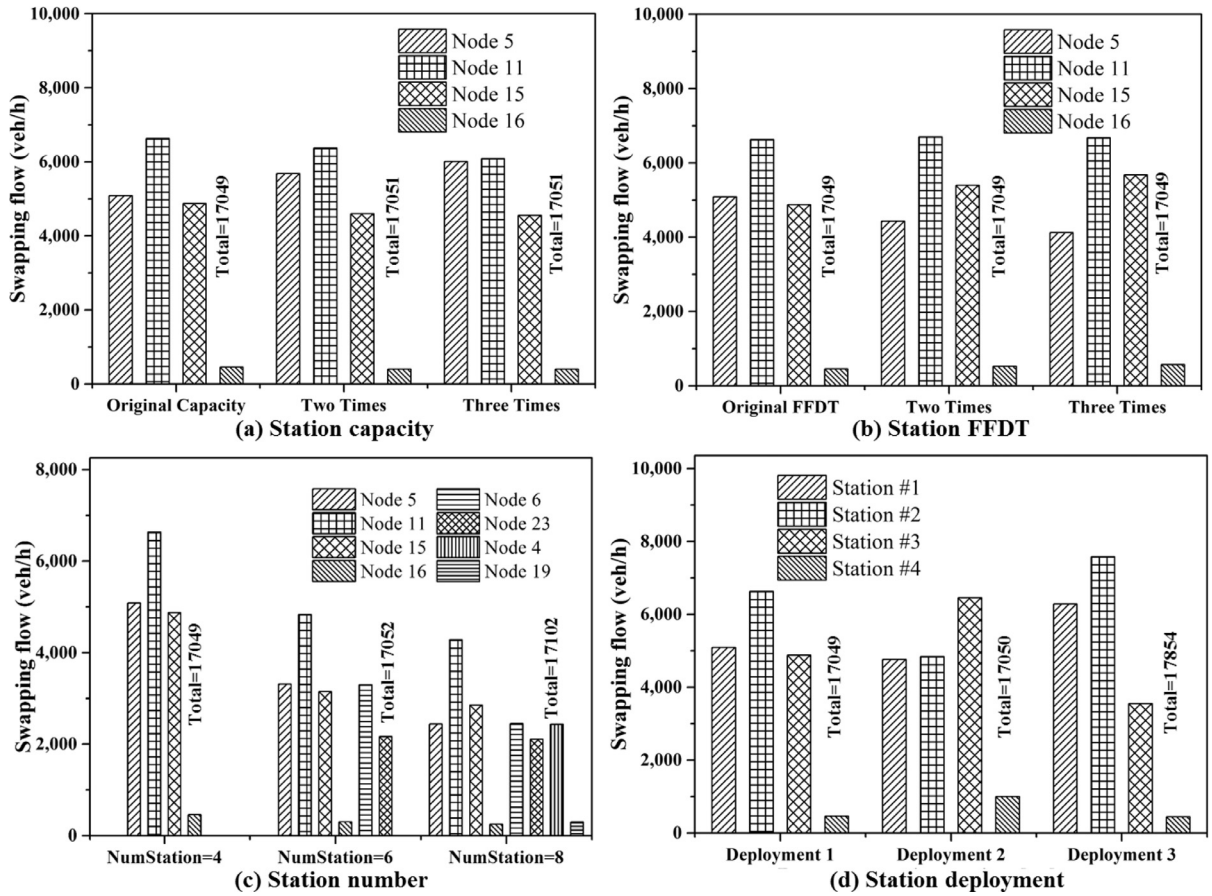 10,000
8,000
6,000
4,000
2,000
0
Swapping flow (veh/h)
Node 5
Node 11
Node 15
Node 16
Total=17049
Total=17051
Total=17051
Original Capacity
Two Times
Three Times
(a) Station capacity
10,000
8,000
6,000
4,000
2,000
0
Swapping flow (veh/h)
Node 5
Node 11
Node 15
Node 16
Total=17049
Total=17049
Total=17049
Original FFDT
Two Times
Three Times
(b) Station FFDT
8,000
6,000
4,000
2,000
0
Swapping flow (veh/h)
Node 5
Node 11
Node 15
Node 16
Node 6
Node 23
Node 4
Node 19
Total=17049
Total=17052
Total=17102
NumStation=4
NumStation=6
NumStation=8
(c) Station number
10,000
8,000
6,000
4,000
2,000
0
Swapping flow (veh/h)
Station #1
Station #2
Station #3
Station #4
Total=17049
Total=17050
Total=17854
Deployment 1
Deployment 2
Deployment 3
(d) Station deployment